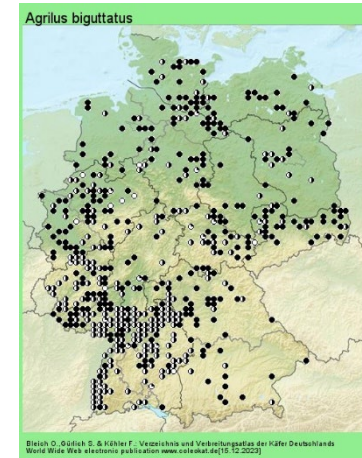 Agrilus biguttatus
Bleich O., Gürlich S. & Köhler F.: Verzeichnis und Verbreitungsatlas der Käfer Deutschlands
World Wide Web electronic publication www.coleokat.de[15.12.2023]